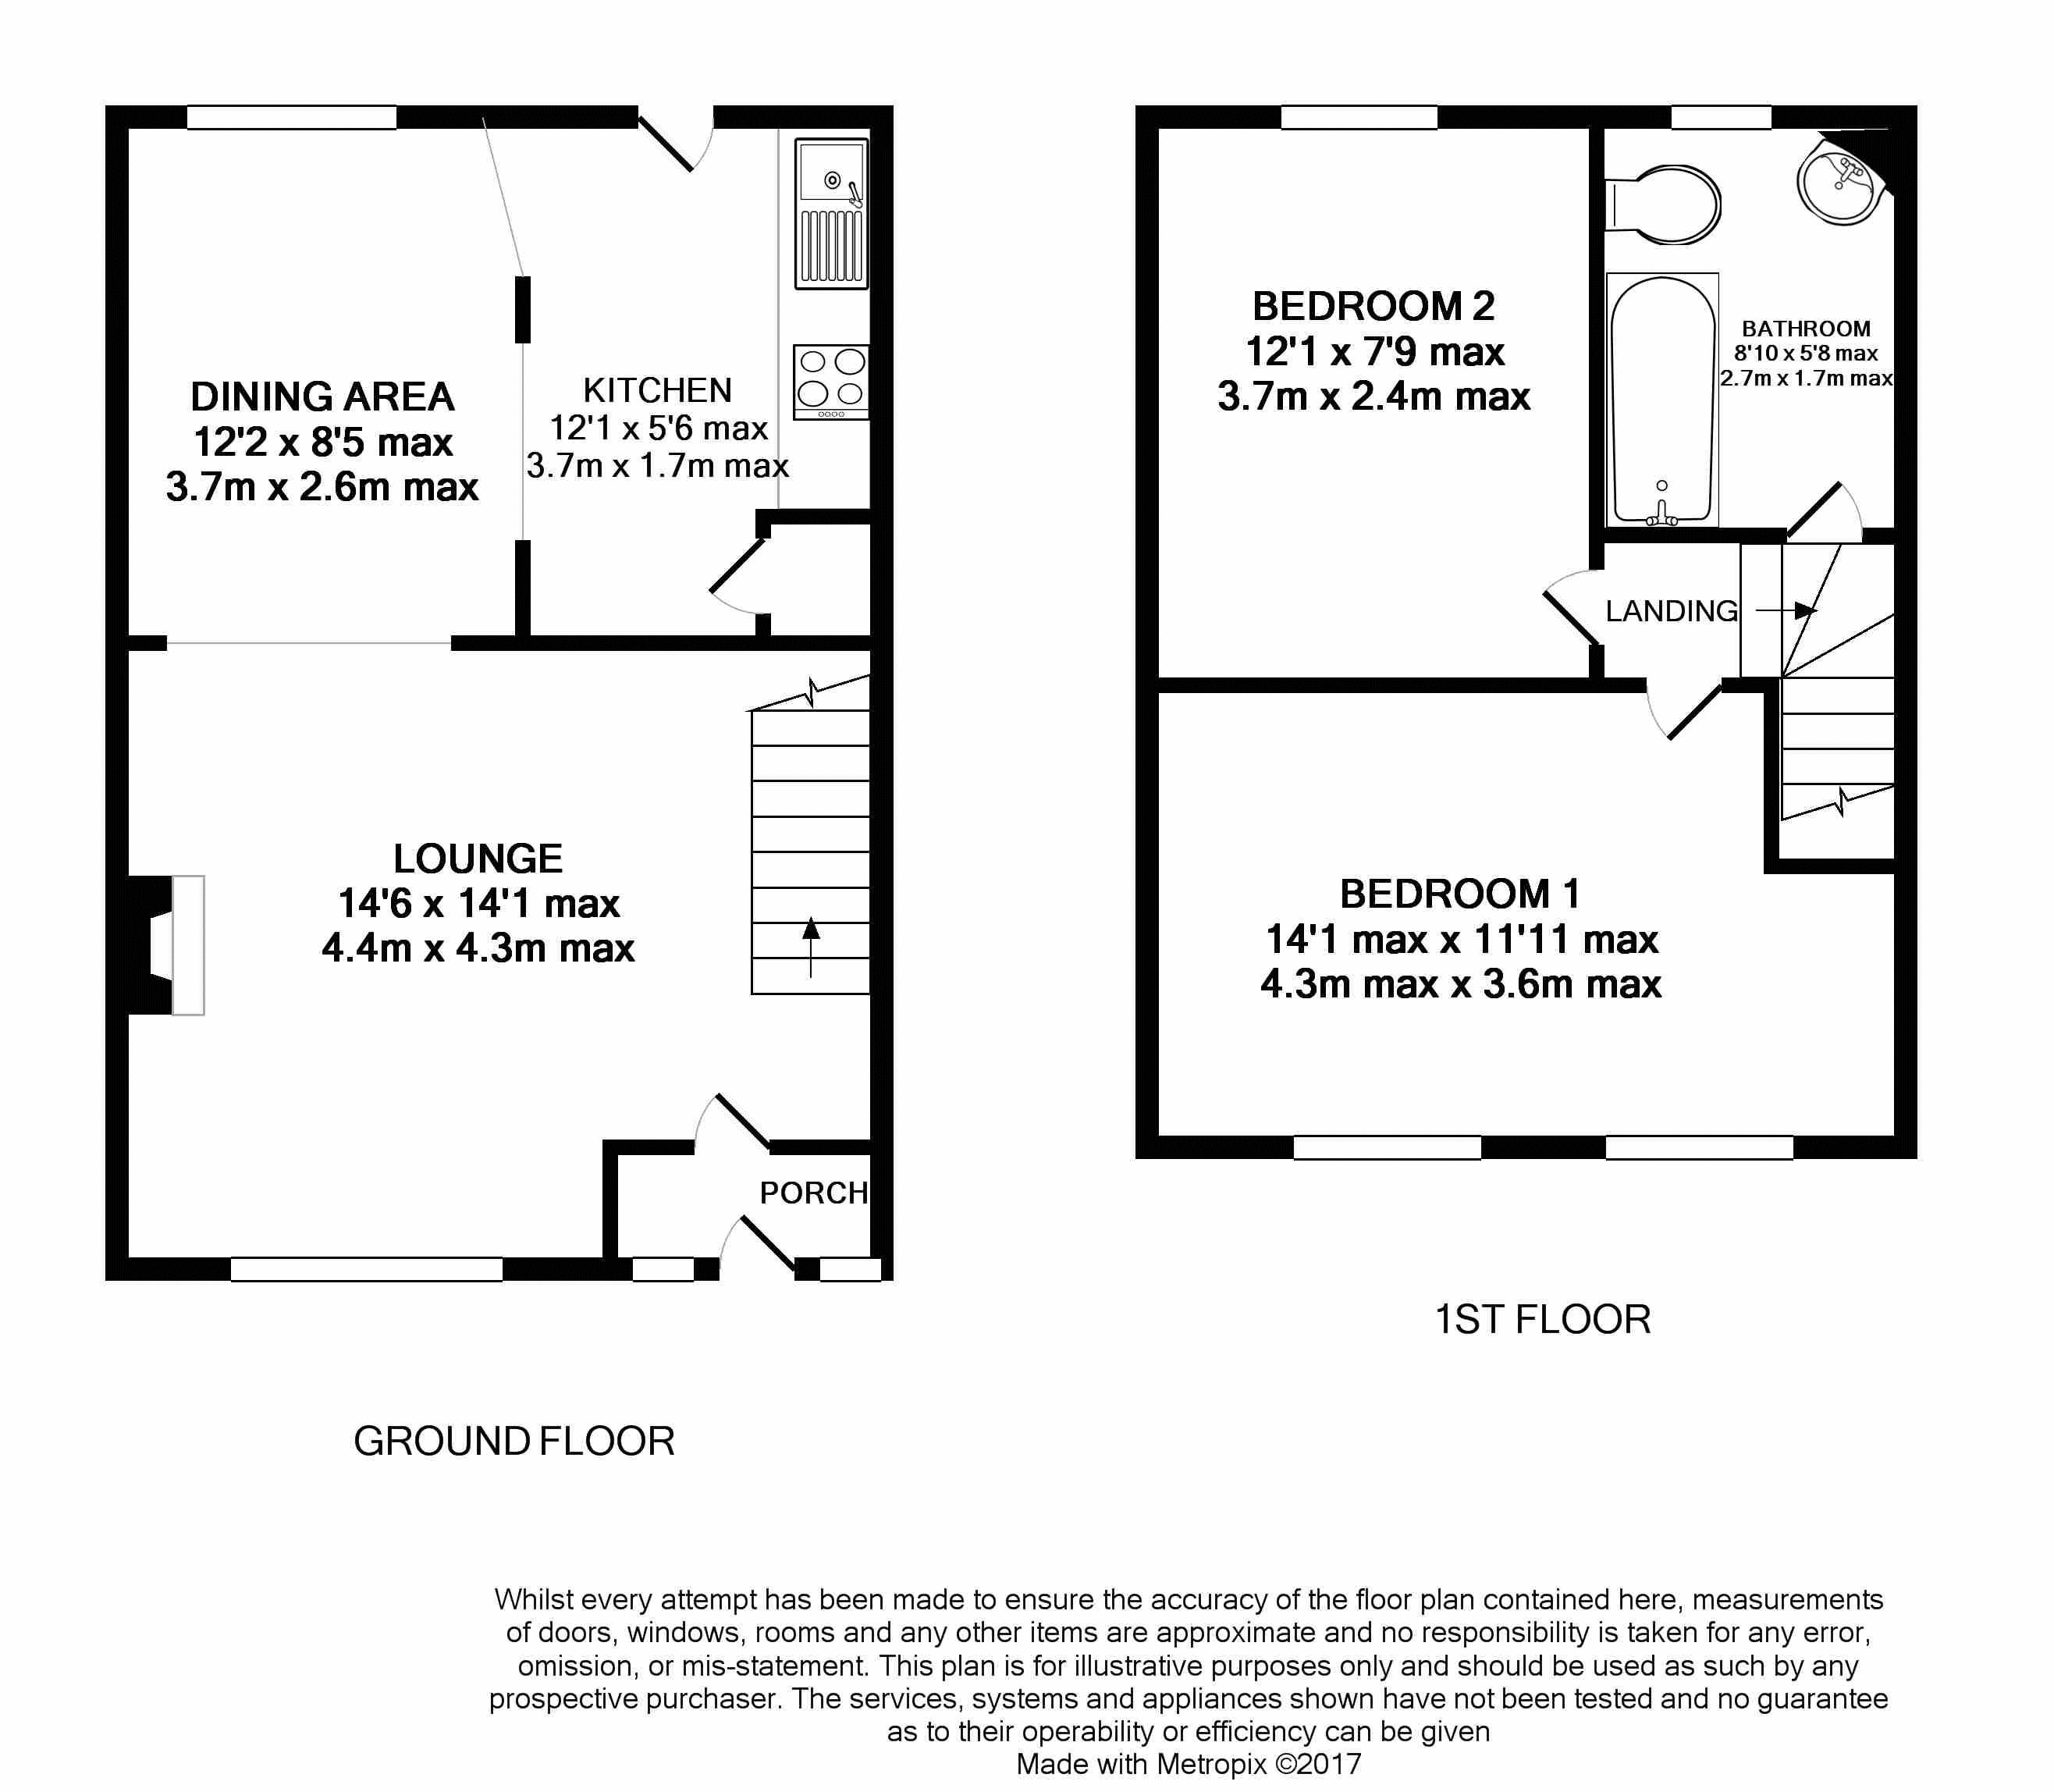 DINING AREA
12'2 x 8'5 max
3.7m x 2.6m max
KITCHEN
12'1 x 5'6 max
3.7m x 1.7m max
LOUNGE
14'6 x 14'1 max
4.4m x 4.3m max
PORCH
GROUND FLOOR
BEDROOM 2
12'1 x 7'9 max
3.7m x 2.4m max
BATHROOM
8'10 x 5'8 max
2.7m x 1.7m max
LANDING
BEDROOM 1
14'1 max x 11'11 max
4.3m max x 3.6m max
1ST FLOOR
Whilst every attempt has been made to ensure the accuracy of the floor plan contained here, measurements
of doors, windows, rooms and any other items are approximate and no responsibility is taken for any error,
omission, or mis-statement. This plan is for illustrative purposes only and should be used as such by any
prospective purchaser. The services, systems and appliances shown have not been tested and no guarantee
as to their operability or efficiency can be given
Made with Metropix ©2017